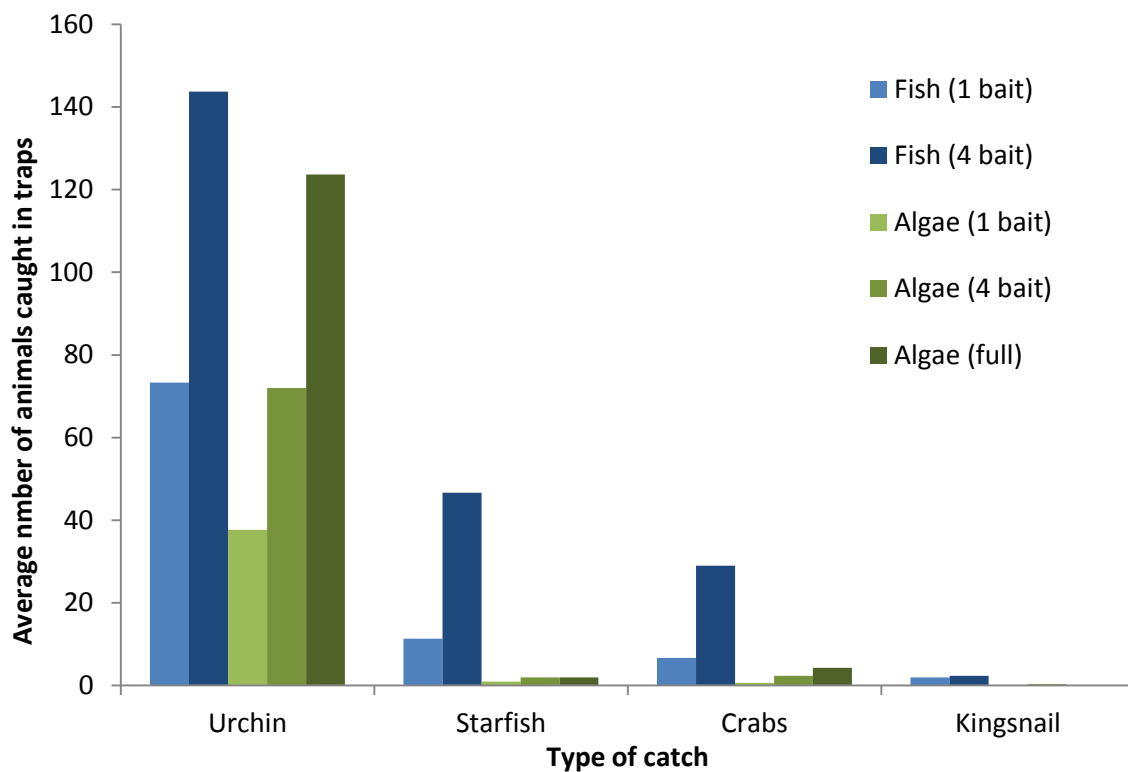 160
140
120
100
80
60
40
20
0
Average nmber of animals caught in traps
Fish (1 bait)
Fish (4 bait)
Algae (1 bait)
Algae (4 bait)
Algae (full)
Urchin
Starfish
Crabs
Kingsnail
Type of catch